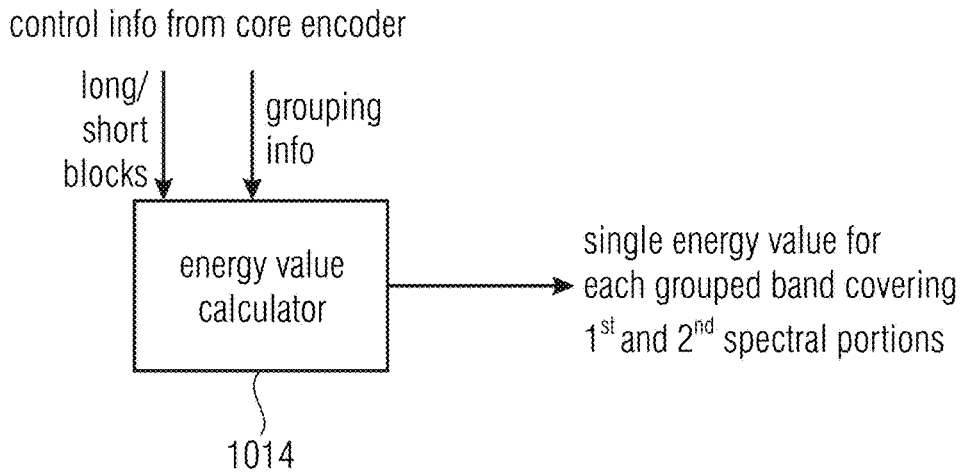 control info from core encoder
long/
short
blocks
grouping
info
energy value
calculator
single energy value for
each grouped band covering
1st and 2nd spectral portions
1014